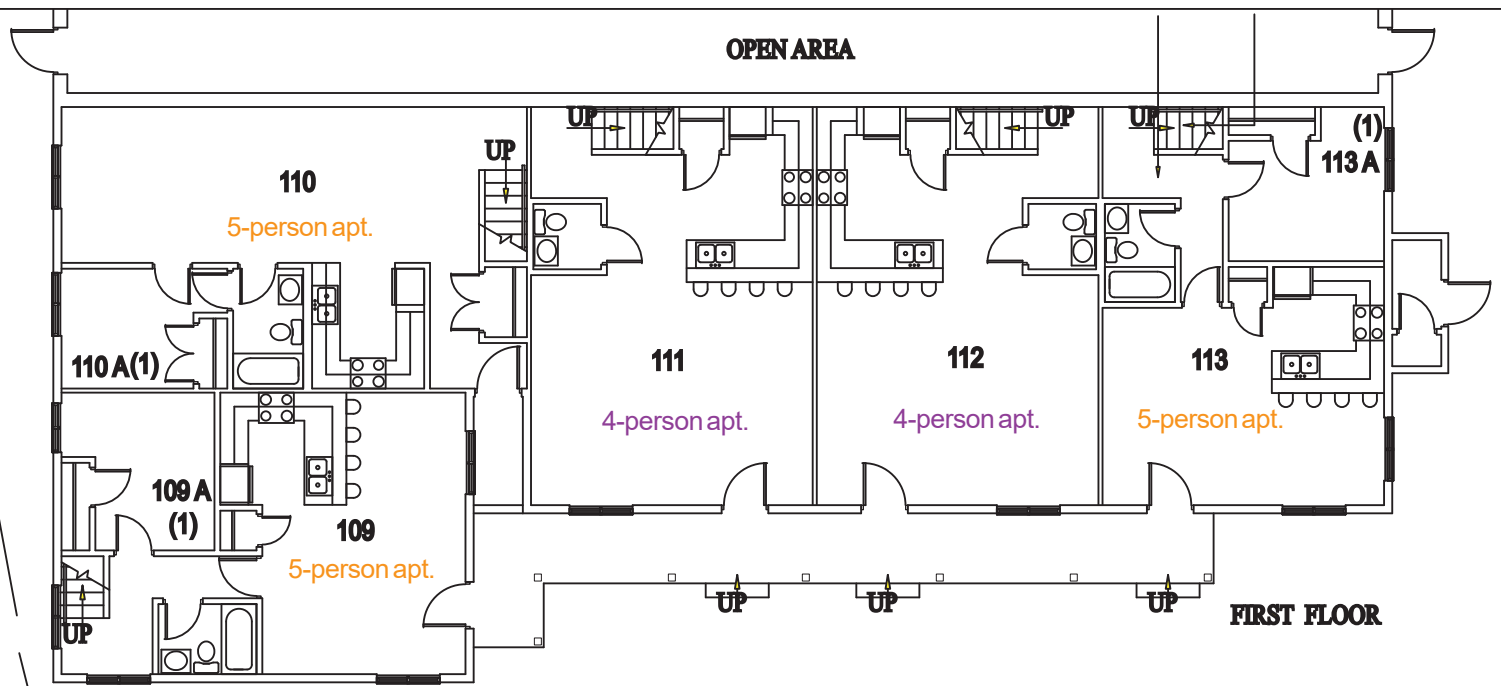 OPEN AREA
UP
UP
UP
UP
(1)
113 A
110
5-person apt.
110 A(1)
111
4-person apt.
112
4-person apt.
113
5-person apt.
109 A
(1)
109
5-person apt.
UP
UP
UP
UP
FIRST FLOOR